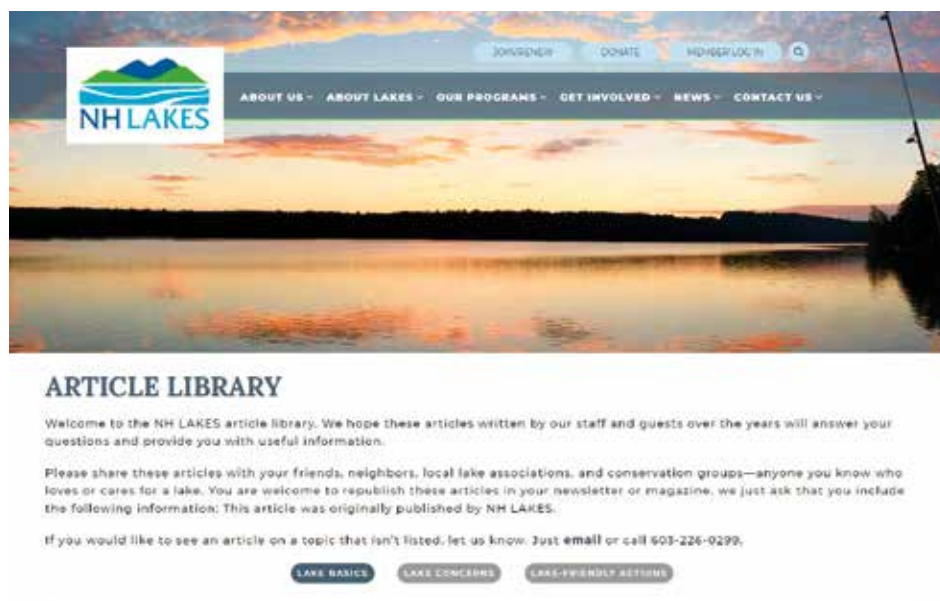 JOIN/RENEW DONATE MEMBER LOG IN
NH LAKES
ABOUT US ABOUT LAKES OUR PROGRAMS GET INVOLVED NEWS CONTACT US
ARTICLE LIBRARY
Welcome to the NH LAKES article library. We hope these articles written by our staff and guests over the years will answer your
questions and provide you with useful information.
Please share these articles with your friends, neighbors, local lake associations, and conservation groups—anyone you know who
loves or cares for a lake. You are welcome to republish these articles in your newsletter or magazine, we just ask that you include
the following information: This article was originally published by NH LAKES.
If you would like to see an article on a topic that isn't listed, let us know. Just email or call 603-226-0299.
LAKE BASICS LAKE CONCERNS LAKE-FRIENDLY ACTIONS